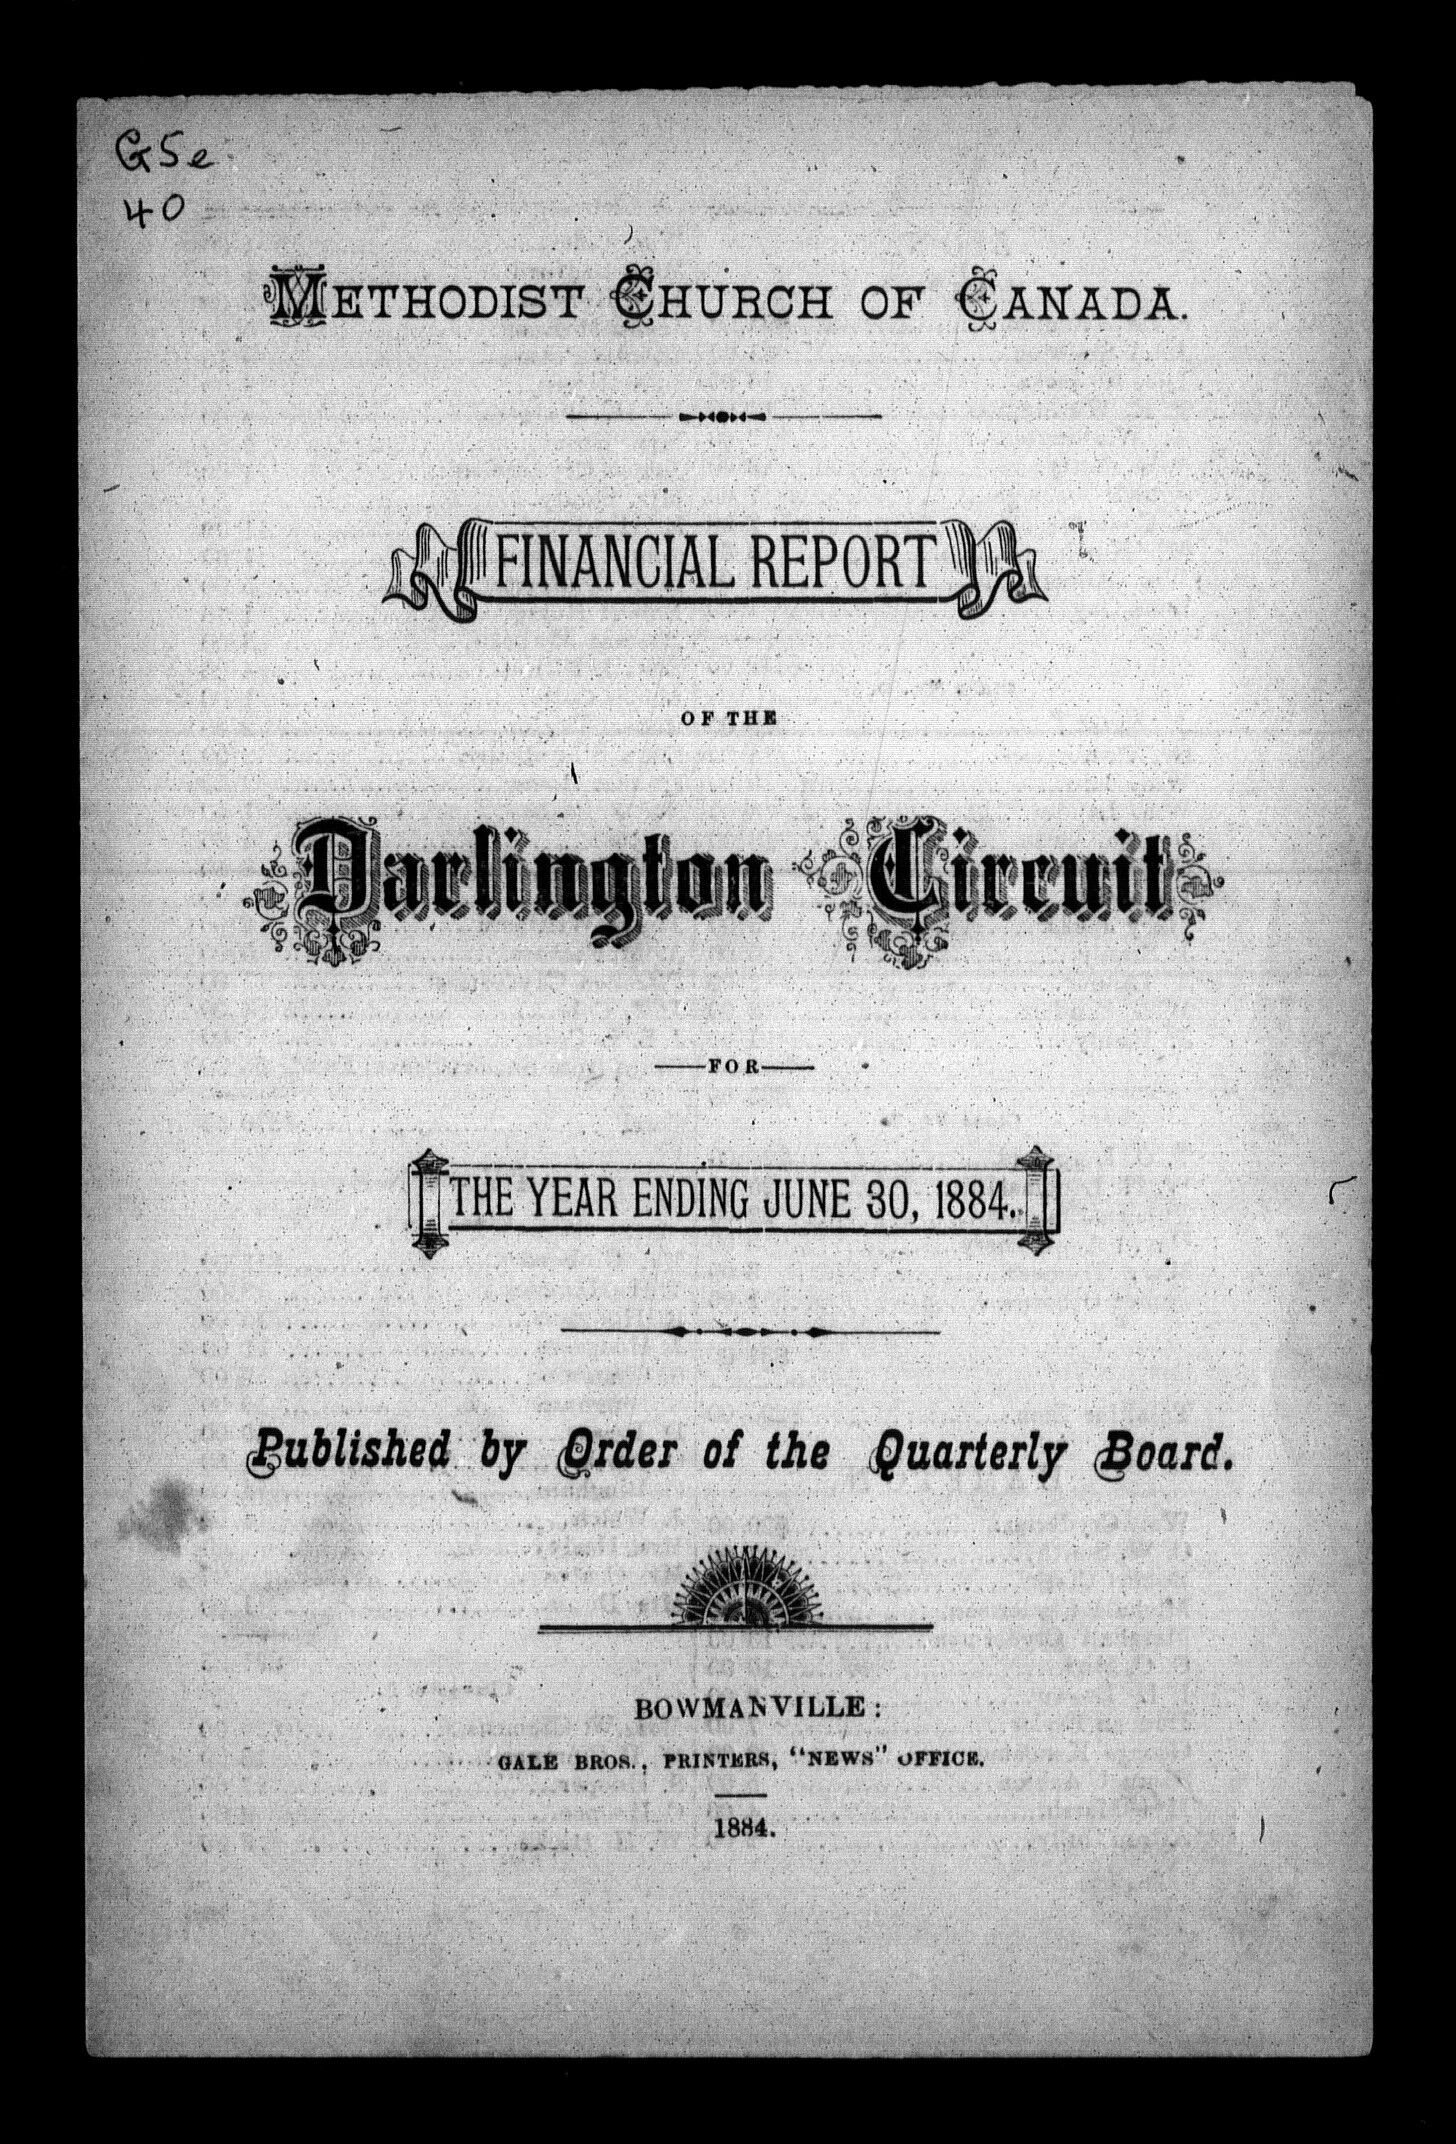 G5e
40
METHODIST CHURCH OF CANADA.
FINANCIAL REPORT
OF THE
Darlington Circuit
FOR
THE YEAR ENDING JUNE 30, 1884.
Published by Order of the Quarterly Board.
BOWMANVILLE:
GALE BROS., PRINTERS, "NEWS" OFFICE.
1884.